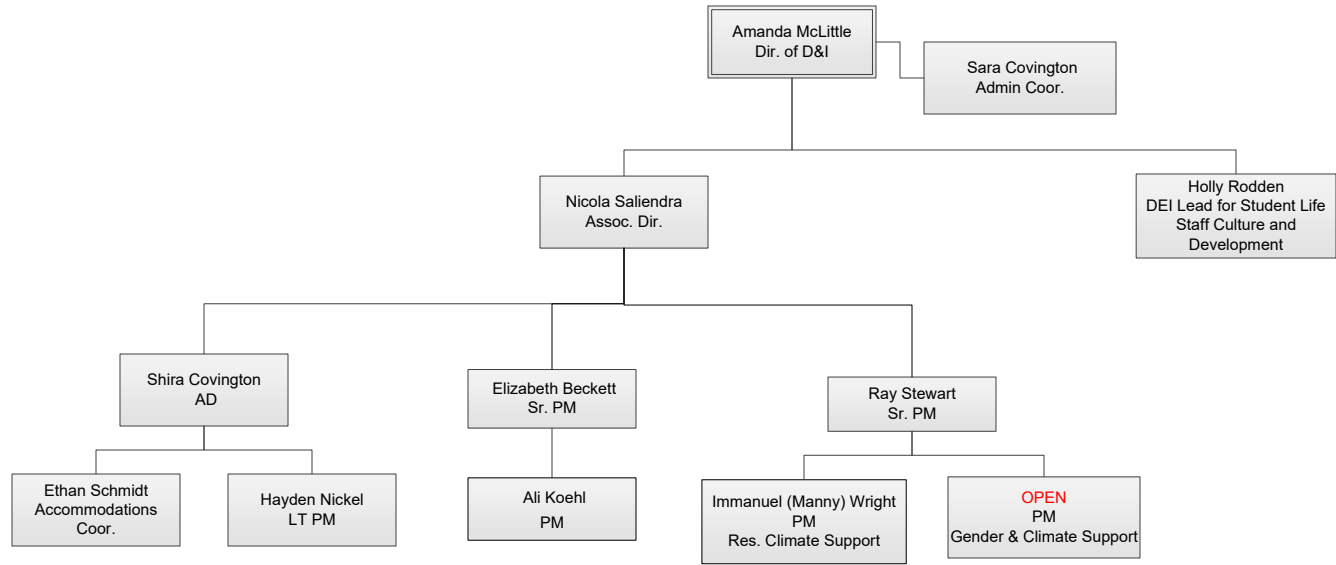 Amanda McLittle
Dir. of D&I
Sara Covington
Admin Coor.
Nicola Saliendra
Assoc. Dir.
Holly Rodden
DEI Lead for Student Life
Staff Culture and
Development
Shira Covington
AD
Elizabeth Beckett
Sr. PM
Ray Stewart
Sr. PM
Ethan Schmidt
Accommodations
Coor.
Hayden Nickel
LT PM
Ali Koehl
PM
Immanuel (Manny) Wright
PM
Res. Climate Support
OPEN
PM
Gender & Climate Support